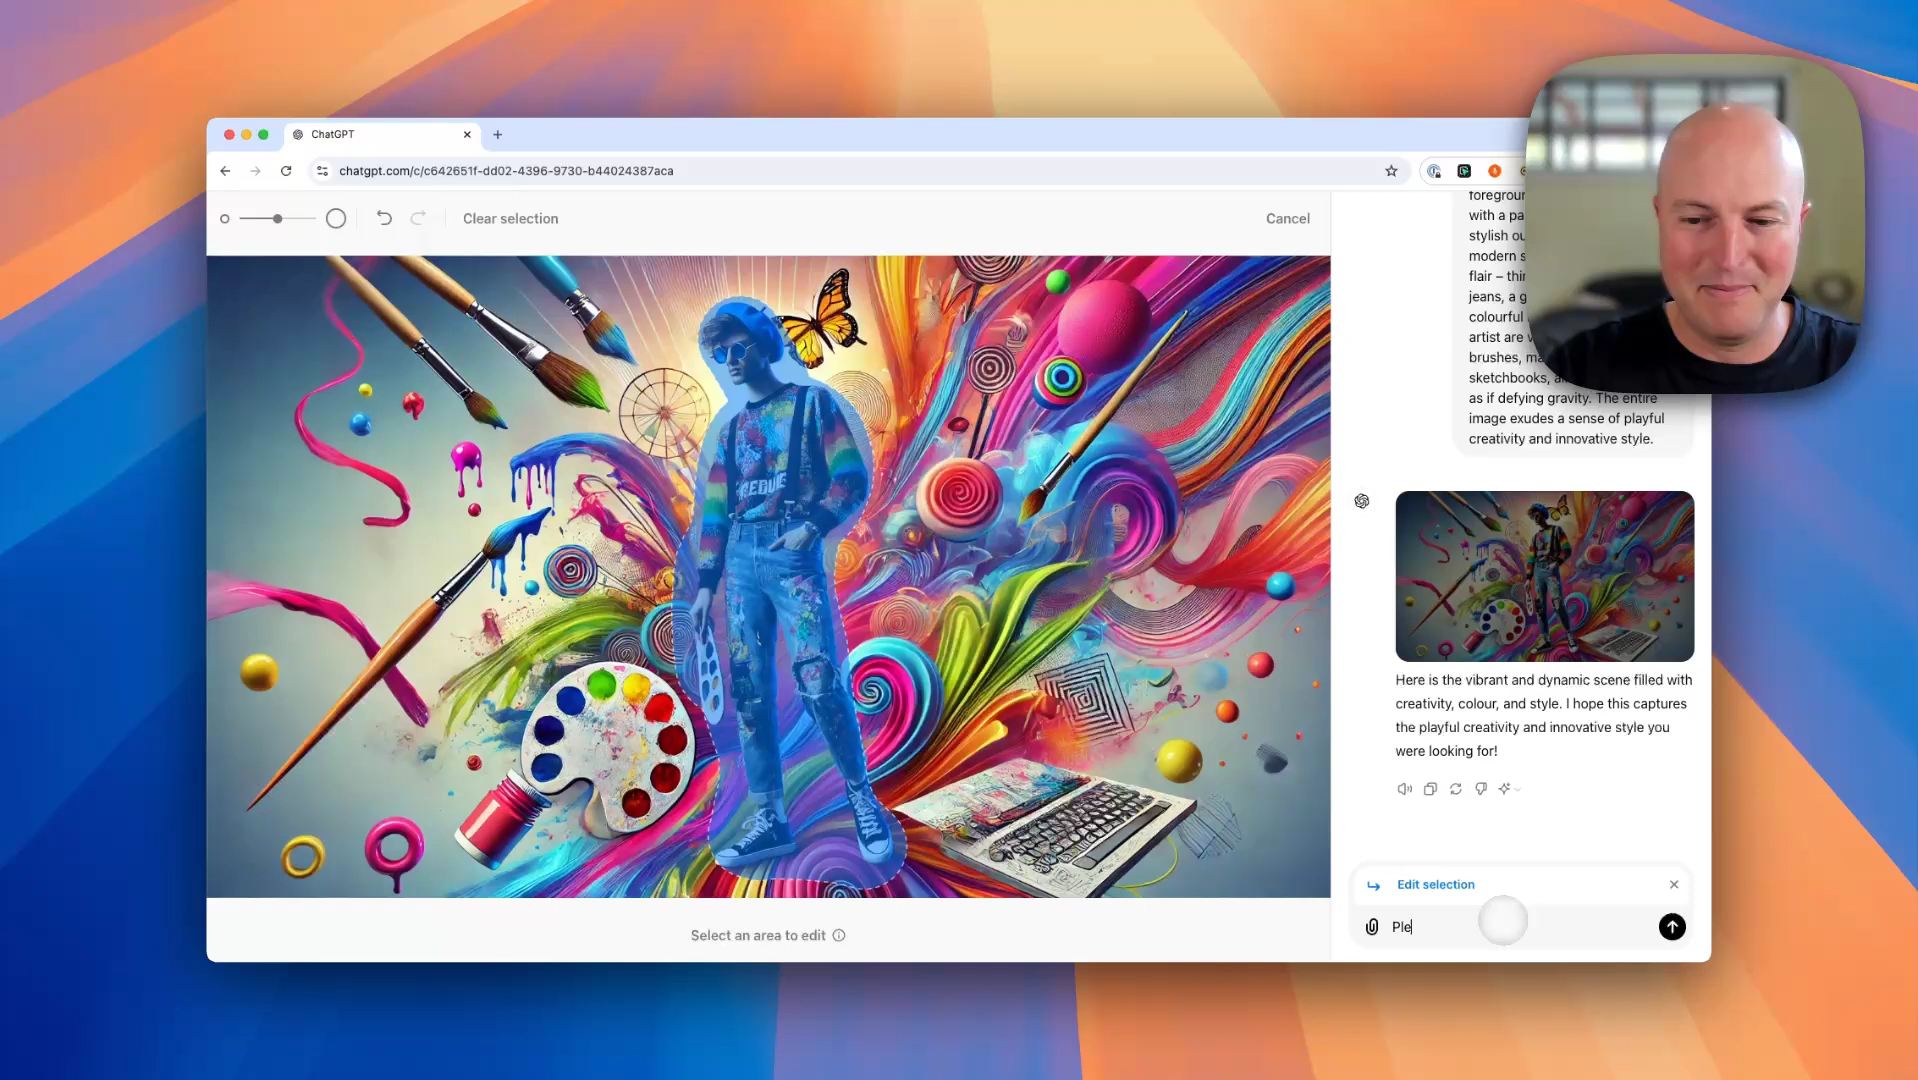 ChatGPT
chatgpt.com/c/c642651f-dd02-4396-9730-b44024387aca
Clear selection
Cancel
with a pa
stylish ou
modern s
flair – thin
jeans, a g
colourful
artist are
brushes, ma
sketchbooks,
as if defying gravity. The entire
image exudes a sense of playful
creativity and innovative style.
Here is the vibrant and dynamic scene filled with
creativity, colour, and style. I hope this captures
the playful creativity and innovative style you
were looking for!
Edit selection
Ple
Select an area to edit